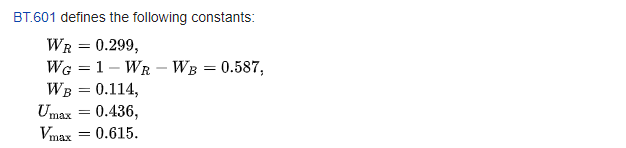 BT.601 defines the following constants:
W_R = 0.299,
W_G = 1 − W_R − W_B = 0.587,
W_B = 0.114,
U_max = 0.436,
V_max = 0.615.